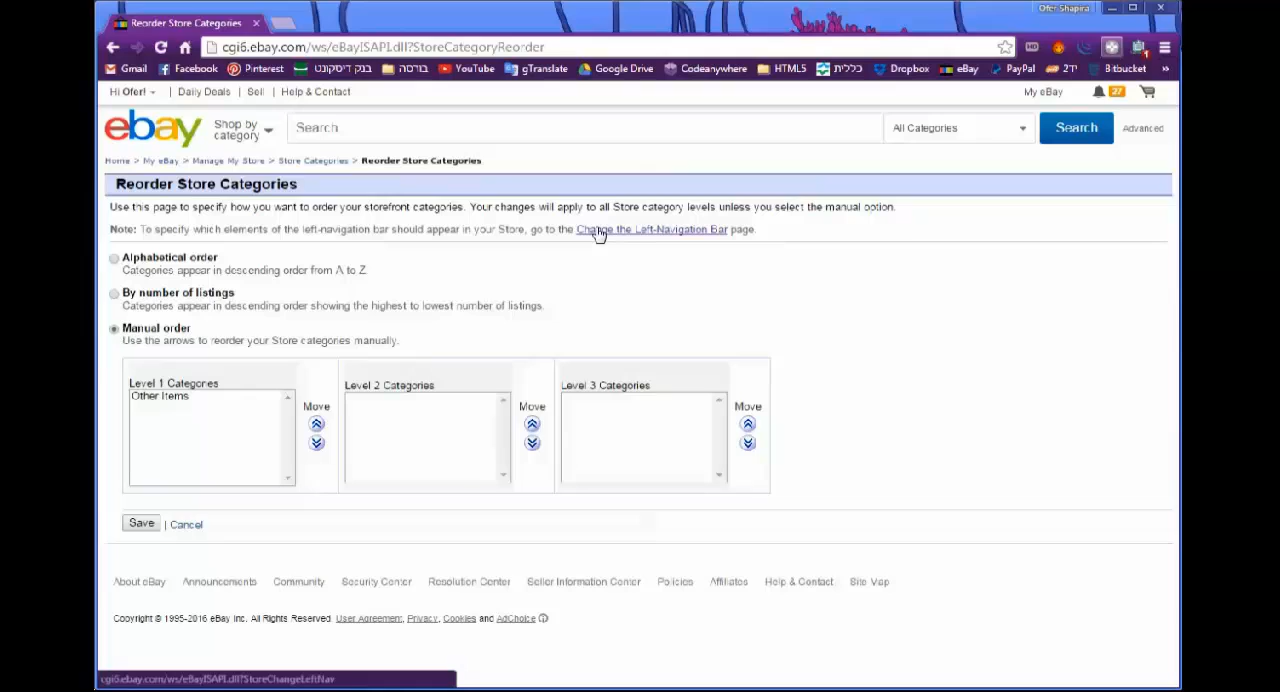 Ofer Shapira
Reorder Store Categories
cgi6.ebay.com/ws/eBayISAPI.dll?StoreCategoryReorder
Gmail Facebook Pinterest בנק דיסקונט בורסה YouTube gTranslate Google Drive Codeanywhere HTML5 כללית Dropbox eBay PayPal יד2 Bitbucket »
Hi Ofer! | Daily Deals | Sell | Help & Contact My eBay 27
ebay Shop by category Search All Categories Search Advanced
Home > My eBay > Manage My Store > Store Categories > Reorder Store Categories
Reorder Store Categories
Use this page to specify how you want to order your storefront categories. Your changes will apply to all Store category levels unless you select the manual option.
Note: To specify which elements of the left-navigation bar should appear in your Store, go to the Change the Left-Navigation Bar page.
Alphabetical order
Categories appear in descending order from A to Z
By number of listings
Categories appear in descending order showing the highest to lowest number of listings.
Manual order
Use the arrows to reorder your Store categories manually.
Level 1 Categories Level 2 Categories Level 3 Categories
Other Items
Move Move Move
Save | Cancel
About eBay Announcements Community Security Center Resolution Center Seller Information Center Policies Affiliates Help & Contact Site Map
Copyright © 1995-2016 eBay Inc. All Rights Reserved. User Agreement, Privacy, Cookies and AdChoice
cgi6.ebay.com/ws/eBayISAPI.dll?StoreChangeLeftNav